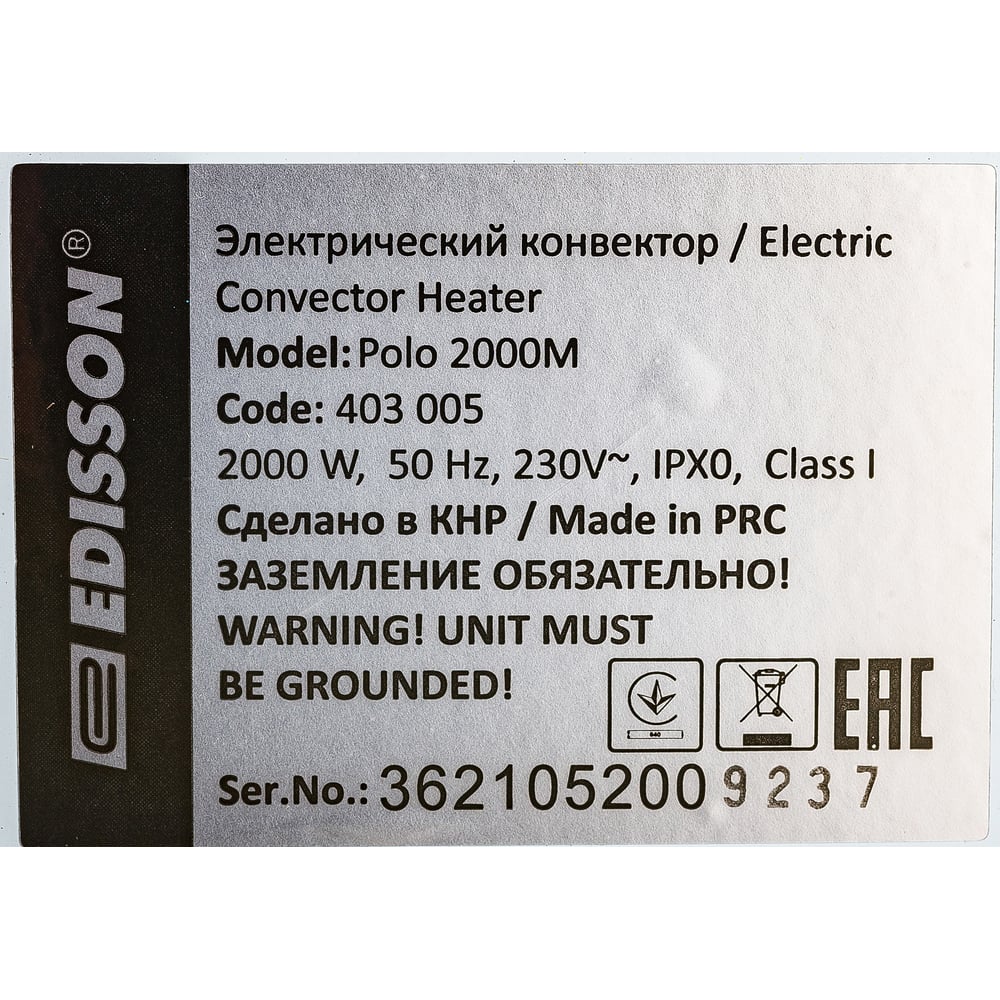 EDISSON®
Электрический конвектор / Electric
Convector Heater
Model: Polo 2000M
Code: 403 005
2000 W, 50 Hz, 230V~, IPX0, Class I
Сделано в КНР / Made in PRC
ЗАЗЕМЛЕНИЕ ОБЯЗАТЕЛЬНО!
WARNING! UNIT MUST
BE GROUNDED!
840
EAC
Ser.No.: 3621052009237